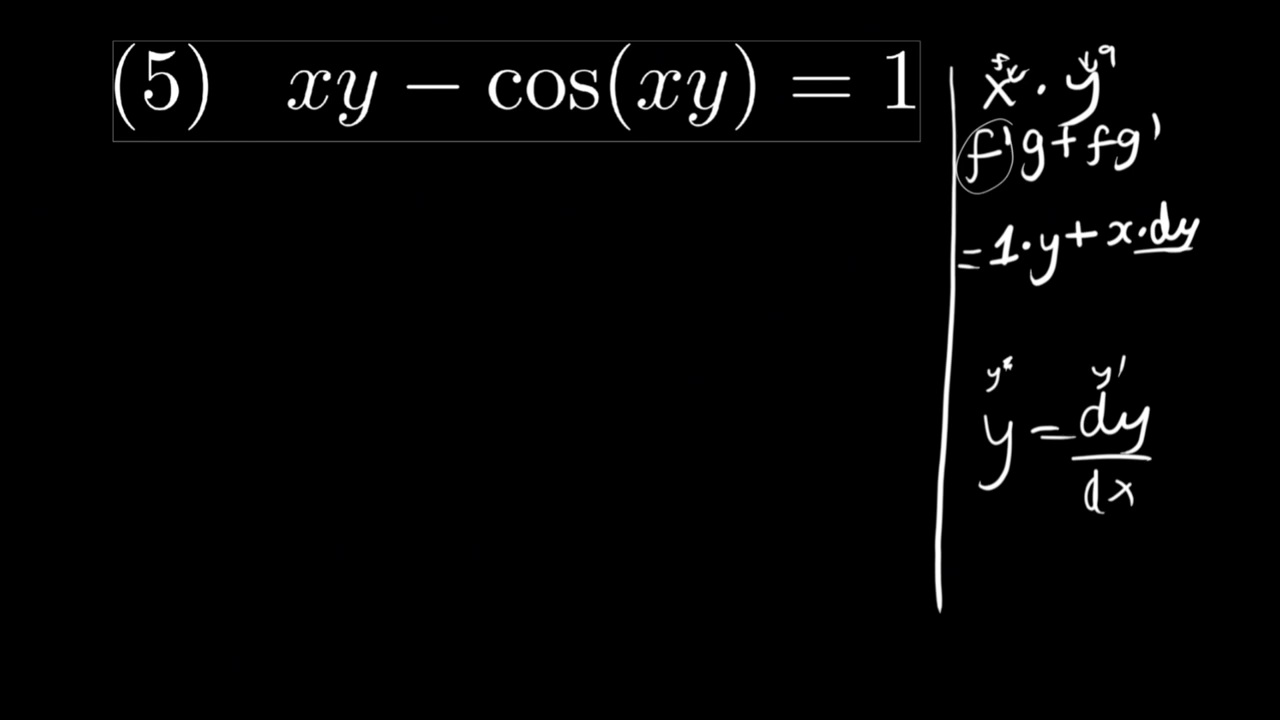 (5) xy − cos(xy) = 1
x · y
f'g + fg'
= 1·y + x·dy
y'
y = dy
dx